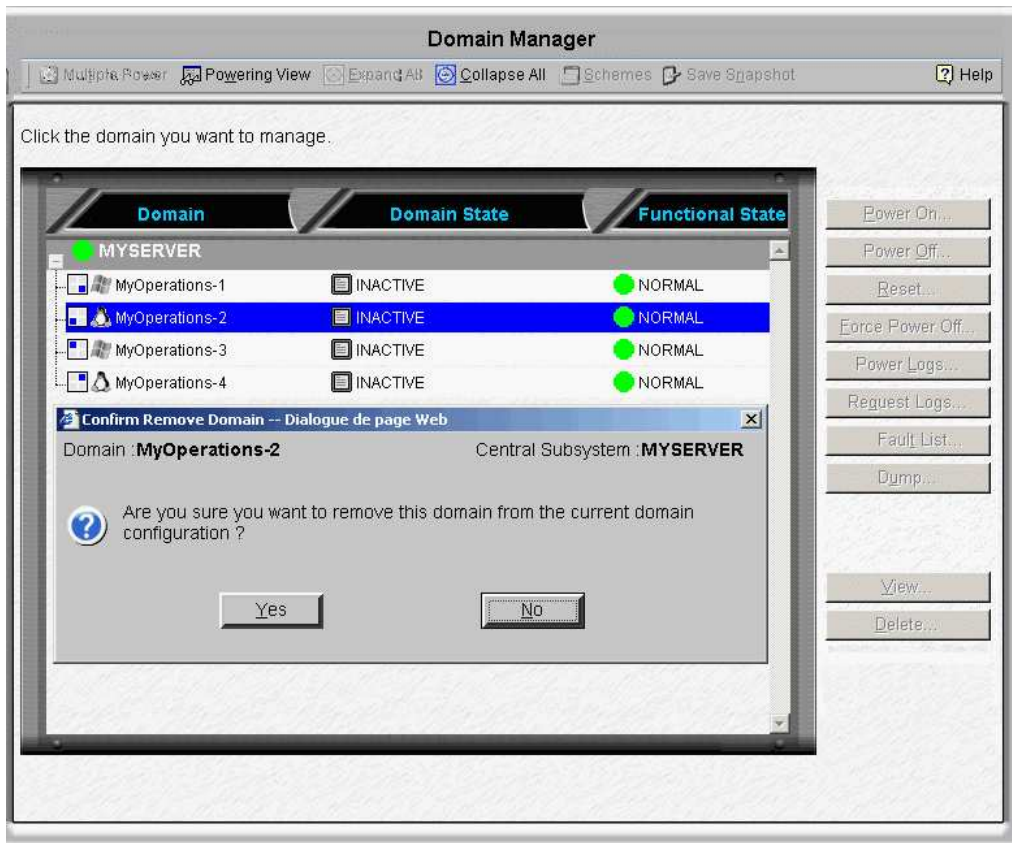 Domain Manager
Multiple Power Powering View Expand All Collapse All Schemes Save Snapshot Help
Click the domain you want to manage.
Domain Domain State Functional State
MYSERVER
MyOperations-1 INACTIVE NORMAL
MyOperations-2 INACTIVE NORMAL
MyOperations-3 INACTIVE NORMAL
MyOperations-4 INACTIVE NORMAL
Confirm Remove Domain -- Dialogue de page Web
Domain :MyOperations-2 Central Subsystem :MYSERVER
Are you sure you want to remove this domain from the current domain
configuration ?
Yes No
Power On...
Power Off...
Reset...
Force Power Off...
Power Logs...
Request Logs...
Fault List...
Dump...
View...
Delete...